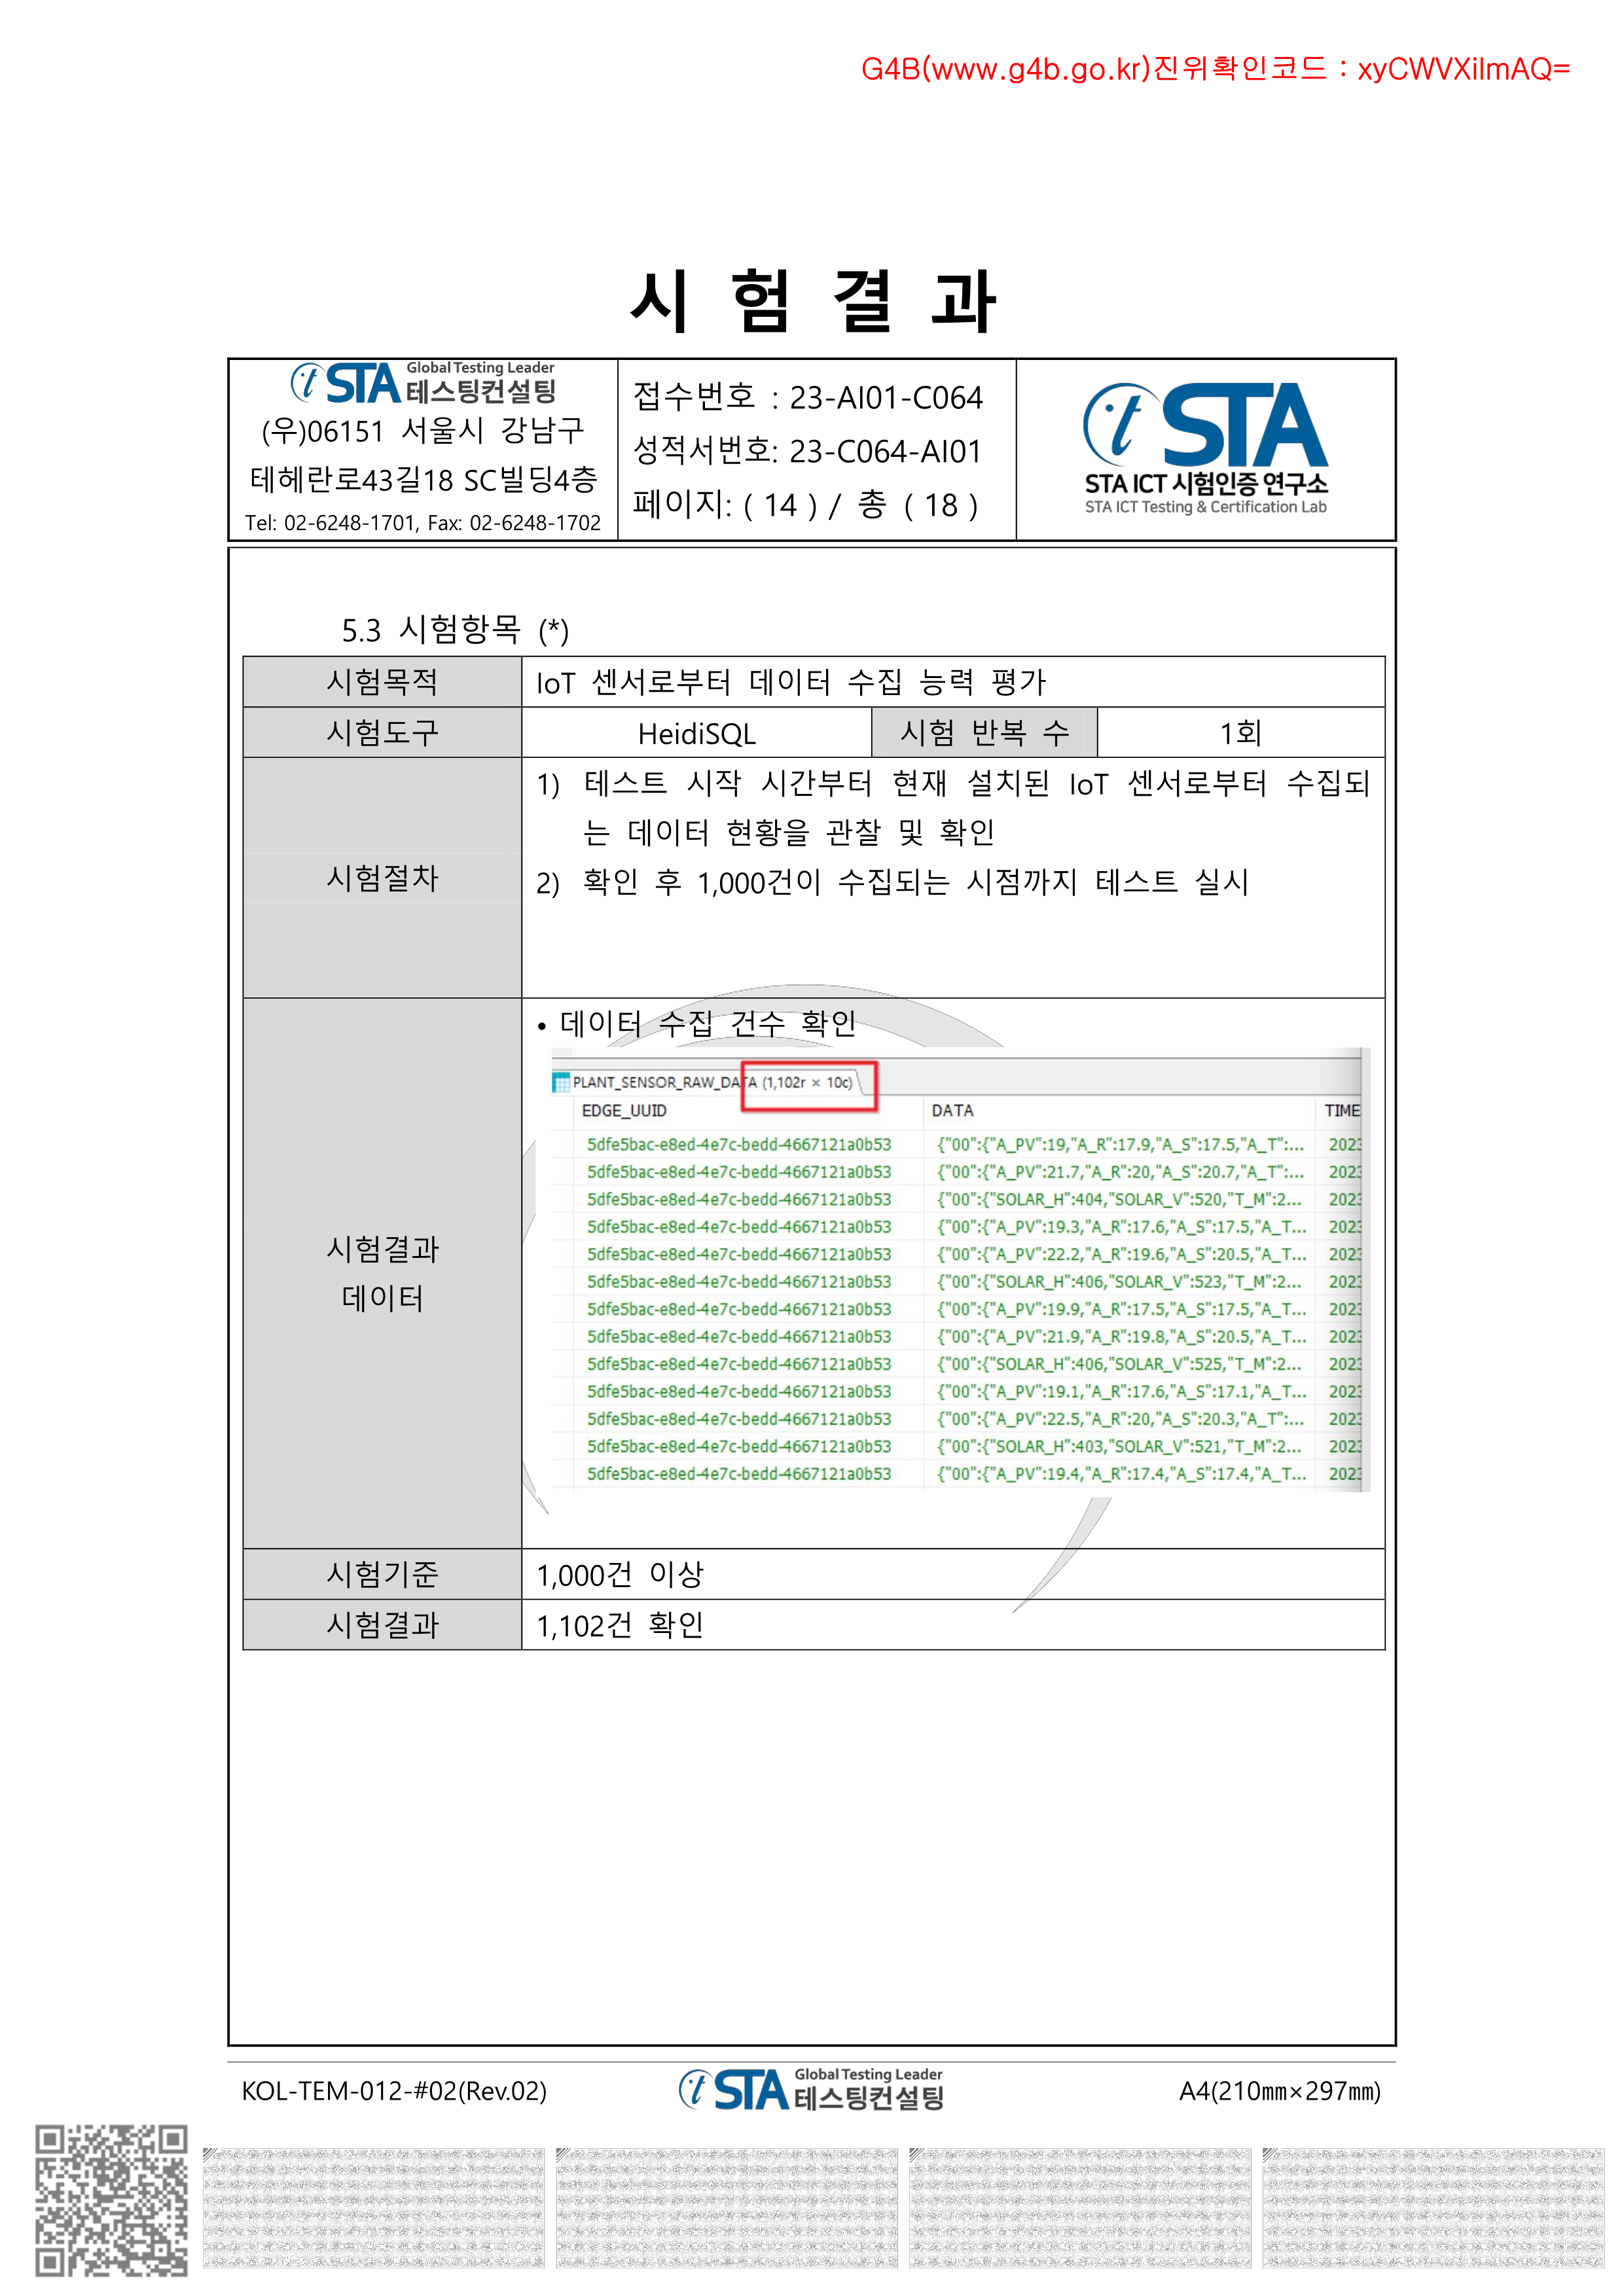 G4B(www.g4b.go.kr)진위확인코드 : xyCWVXiImAQ=
시 험 결 과
t STA Global Testing Leader
테스팅컨설팅
(우)06151 서울시 강남구
테헤란로43길18 SC빌딩4층
Tel: 02-6248-1701, Fax: 02-6248-1702
접수번호 : 23-AI01-C064
성적서번호: 23-C064-AI01
페이지: ( 14 ) / 총 ( 18 )
t STA
STA ICT 시험인증 연구소
STA ICT Testing & Certification Lab
5.3 시험항목 (*)
시험목적 IoT 센서로부터 데이터 수집 능력 평가
시험도구 HeidiSQL 시험 반복 수 1회
시험절차
1) 테스트 시작 시간부터 현재 설치된 IoT 센서로부터 수집되
는 데이터 현황을 관찰 및 확인
2) 확인 후 1,000건이 수집되는 시점까지 테스트 실시
시험결과
데이터
• 데이터 수집 건수 확인
PLANT_SENSOR_RAW_DATA (1,102r × 10c)
EDGE_UUID DATA TIME
5dfe5bac-e8ed-4e7c-bedd-4667121a0b53 {"00":{"A_PV":19,"A_R":17.9,"A_S":17.5,"A_T":... 2023
5dfe5bac-e8ed-4e7c-bedd-4667121a0b53 {"00":{"A_PV":21.7,"A_R":20,"A_S":20.7,"A_T":... 2023
5dfe5bac-e8ed-4e7c-bedd-4667121a0b53 {"00":{"SOLAR_H":404,"SOLAR_V":520,"T_M":2... 2023
5dfe5bac-e8ed-4e7c-bedd-4667121a0b53 {"00":{"A_PV":19.3,"A_R":17.6,"A_S":17.5,"A_T... 2023
5dfe5bac-e8ed-4e7c-bedd-4667121a0b53 {"00":{"A_PV":22.2,"A_R":19.6,"A_S":20.5,"A_T... 2023
5dfe5bac-e8ed-4e7c-bedd-4667121a0b53 {"00":{"SOLAR_H":406,"SOLAR_V":523,"T_M":2... 2023
5dfe5bac-e8ed-4e7c-bedd-4667121a0b53 {"00":{"A_PV":19.9,"A_R":17.5,"A_S":17.5,"A_T... 2023
5dfe5bac-e8ed-4e7c-bedd-4667121a0b53 {"00":{"A_PV":21.9,"A_R":19.8,"A_S":20.5,"A_T... 2023
5dfe5bac-e8ed-4e7c-bedd-4667121a0b53 {"00":{"SOLAR_H":406,"SOLAR_V":525,"T_M":2... 2023
5dfe5bac-e8ed-4e7c-bedd-4667121a0b53 {"00":{"A_PV":19.1,"A_R":17.6,"A_S":17.1,"A_T... 2023
5dfe5bac-e8ed-4e7c-bedd-4667121a0b53 {"00":{"A_PV":22.5,"A_R":20,"A_S":20.3,"A_T":... 2023
5dfe5bac-e8ed-4e7c-bedd-4667121a0b53 {"00":{"SOLAR_H":403,"SOLAR_V":521,"T_M":2... 2023
5dfe5bac-e8ed-4e7c-bedd-4667121a0b53 {"00":{"A_PV":19.4,"A_R":17.4,"A_S":17.4,"A_T... 2023
시험기준 1,000건 이상
시험결과 1,102건 확인
KOL-TEM-012-#02(Rev.02)
t STA Global Testing Leader
테스팅컨설팅
A4(210㎜×297㎜)